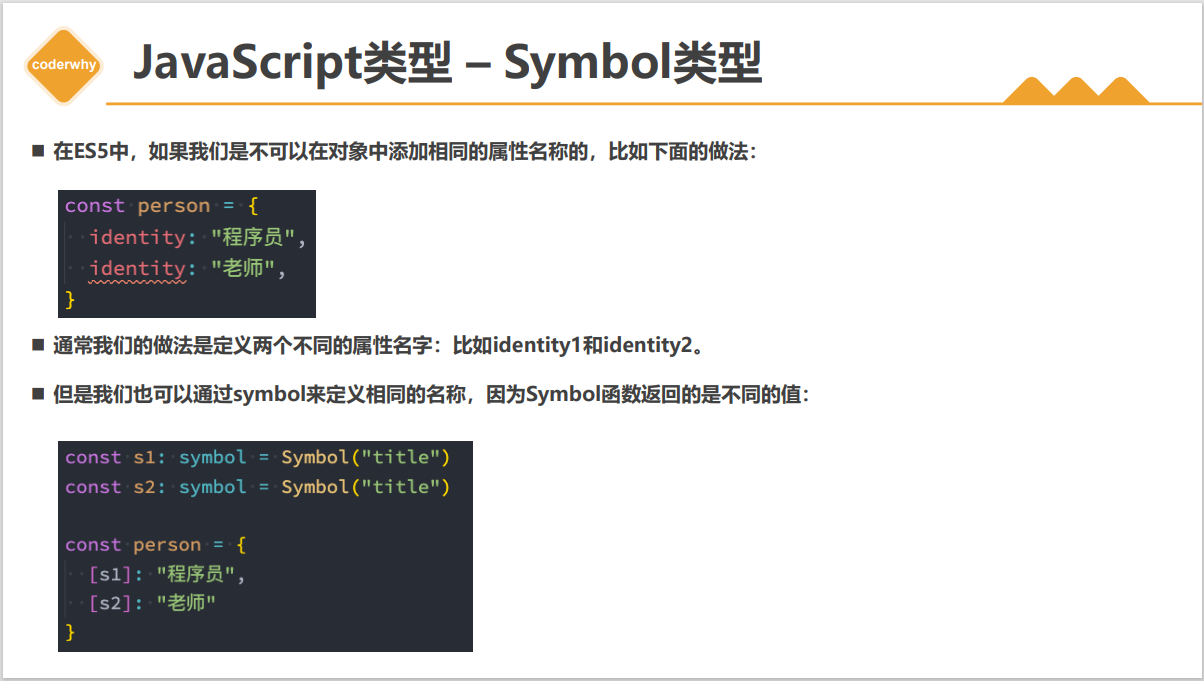 coderwhy
JavaScript类型 – Symbol类型
■ 在ES5中，如果我们是不可以在对象中添加相同的属性名称的，比如下面的做法：
const person = {
  identity: "程序员",
  identity: "老师",
}
■ 通常我们的做法是定义两个不同的属性名字：比如identity1和identity2。
■ 但是我们也可以通过symbol来定义相同的名称，因为Symbol函数返回的是不同的值：
const s1: symbol = Symbol("title")
const s2: symbol = Symbol("title")
const person = {
  [s1]: "程序员",
  [s2]: "老师"
}